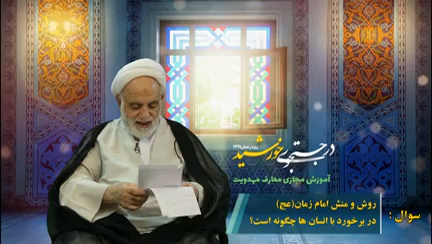 در جستجوی خورشید
آموزش مجازی معارف مهدویت
سوال :
روش و منش امام زمان(عج)
در برخورد با انسان ها چگونه است؟